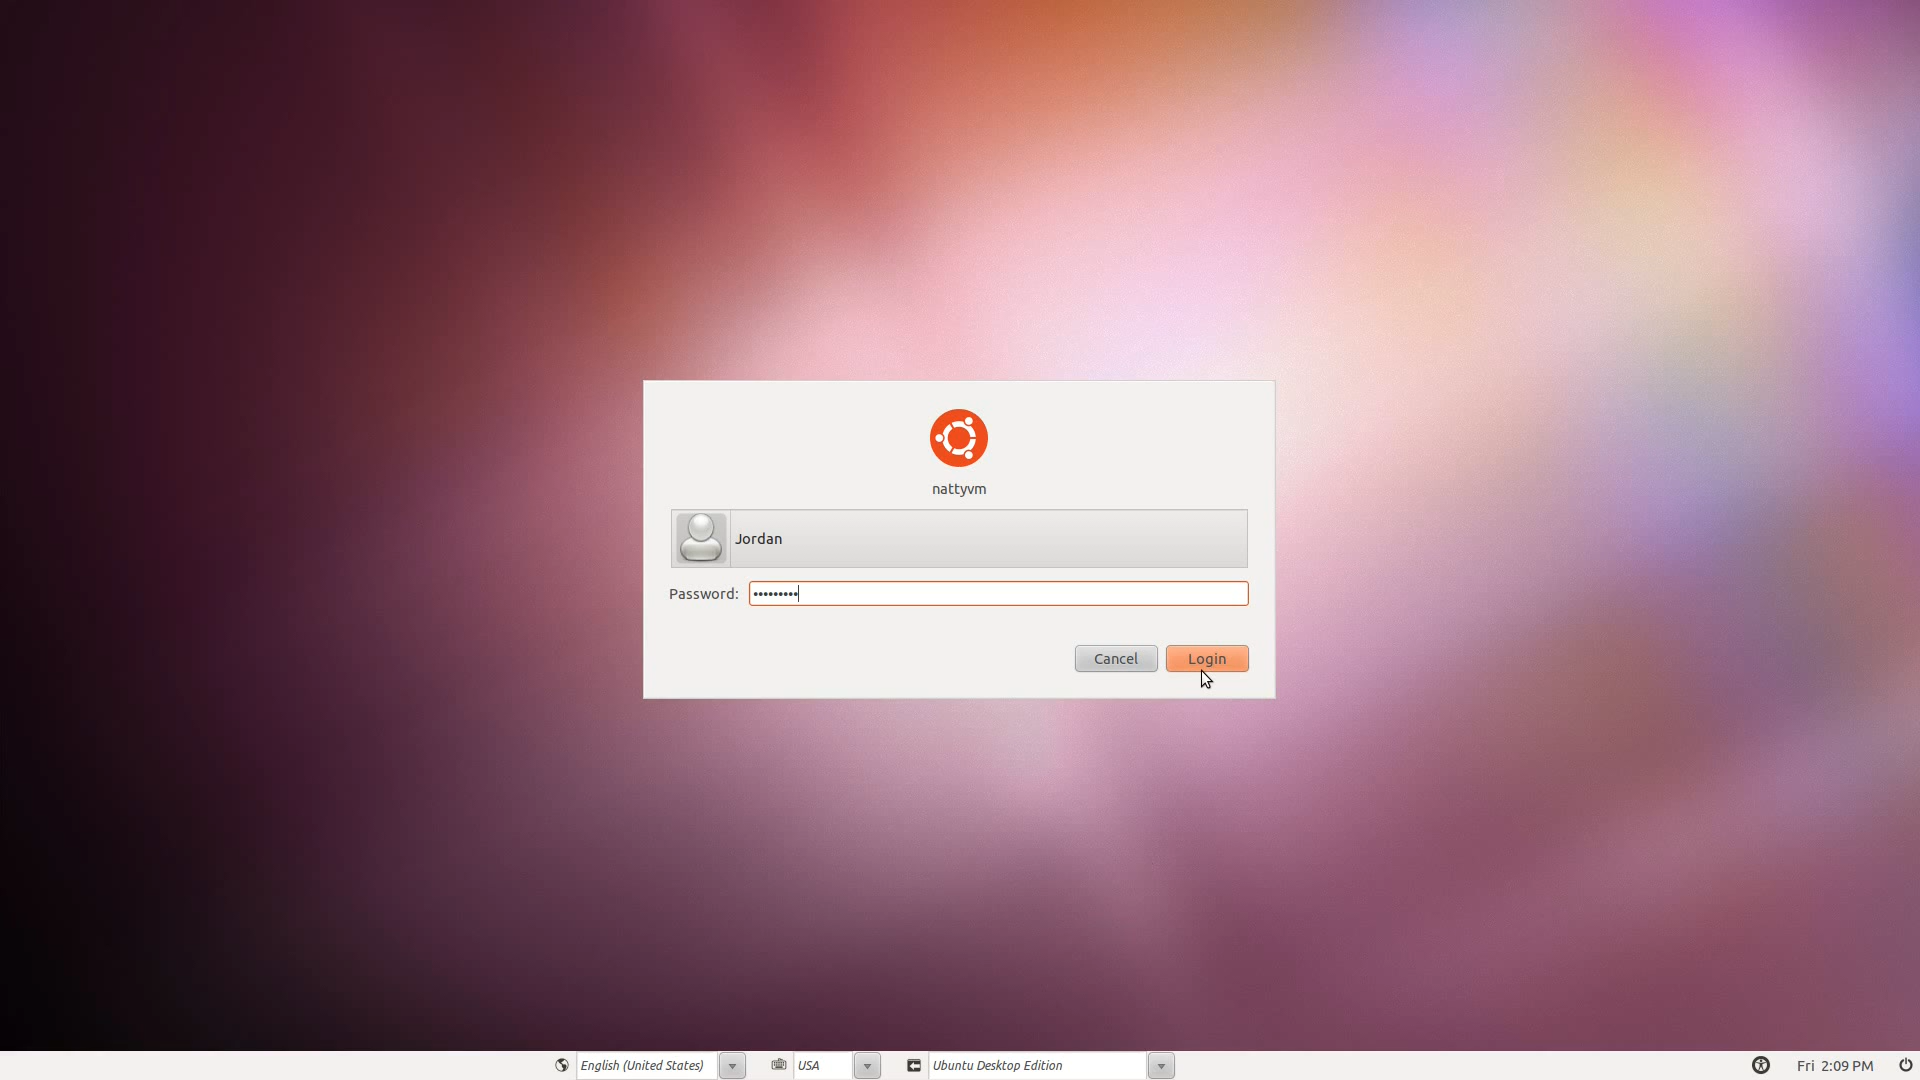 nattyvm
Jordan
Password: •••••••••
Cancel Login
English (United States) USA Ubuntu Desktop Edition Fri 2:09 PM